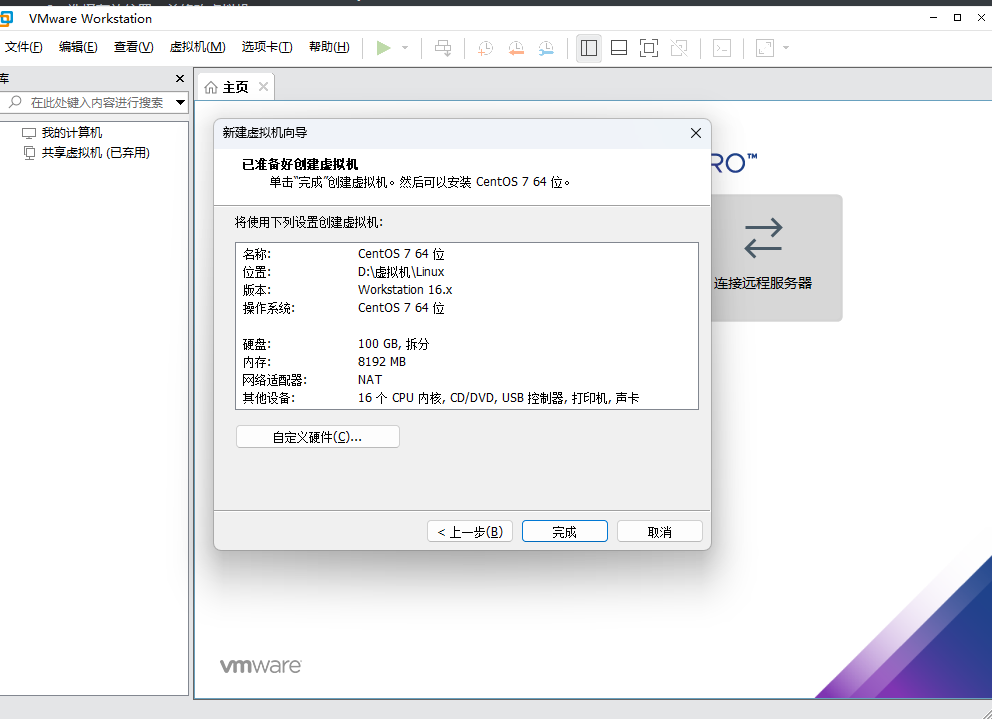 VMware Workstation
文件(F) 编辑(E) 查看(V) 虚拟机(M) 选项卡(T) 帮助(H)
库
在此处键入内容进行搜索
我的计算机
共享虚拟机 (已弃用)
主页
RO™
连接远程服务器
新建虚拟机向导
已准备好创建虚拟机
单击“完成”创建虚拟机。然后可以安装 CentOS 7 64 位。
将使用下列设置创建虚拟机:
名称: CentOS 7 64 位
位置: D:\虚拟机\Linux
版本: Workstation 16.x
操作系统: CentOS 7 64 位
硬盘: 100 GB, 拆分
内存: 8192 MB
网络适配器: NAT
其他设备: 16 个 CPU 内核, CD/DVD, USB 控制器, 打印机, 声卡
自定义硬件(C)...
< 上一步(B) 完成 取消
vmware